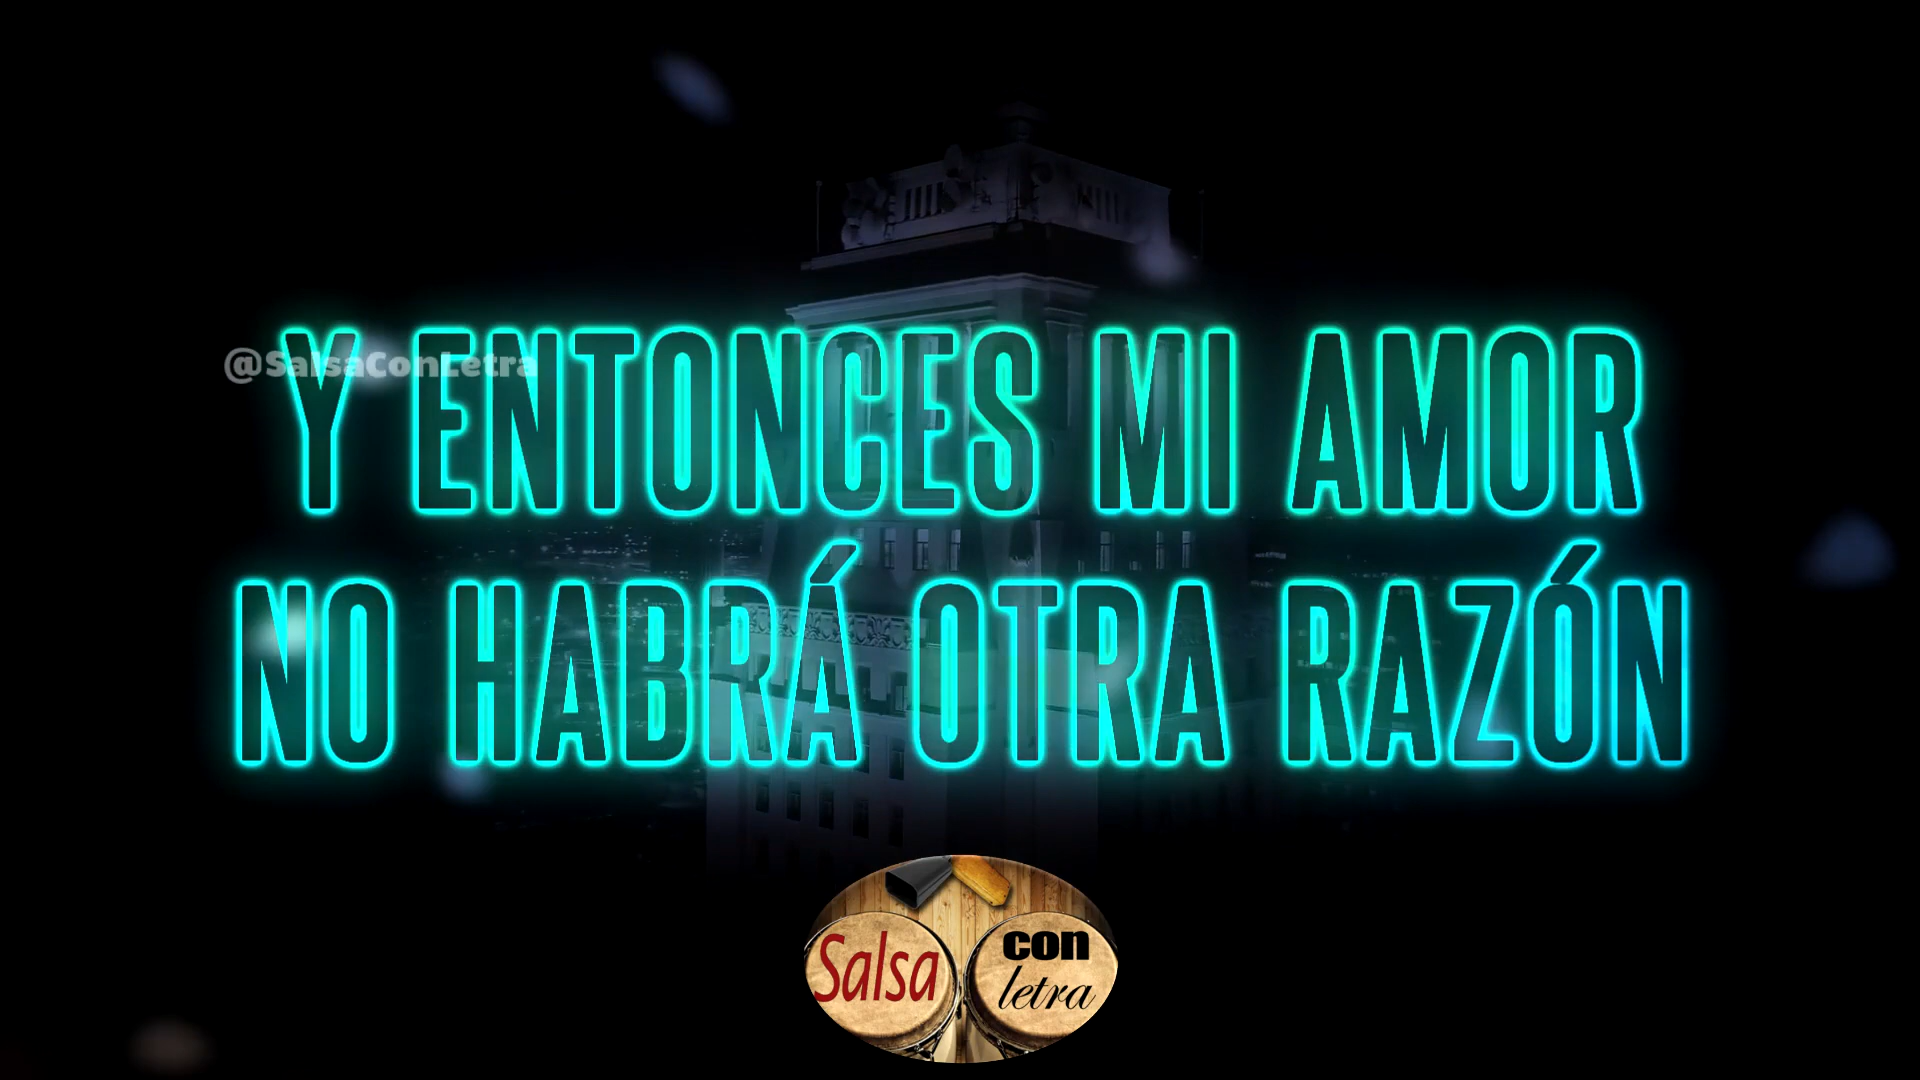 @SalsaConLetra
Y ENTONCES MI AMOR
NO HABRÁ OTRA RAZÓN
Salsa
con
letra